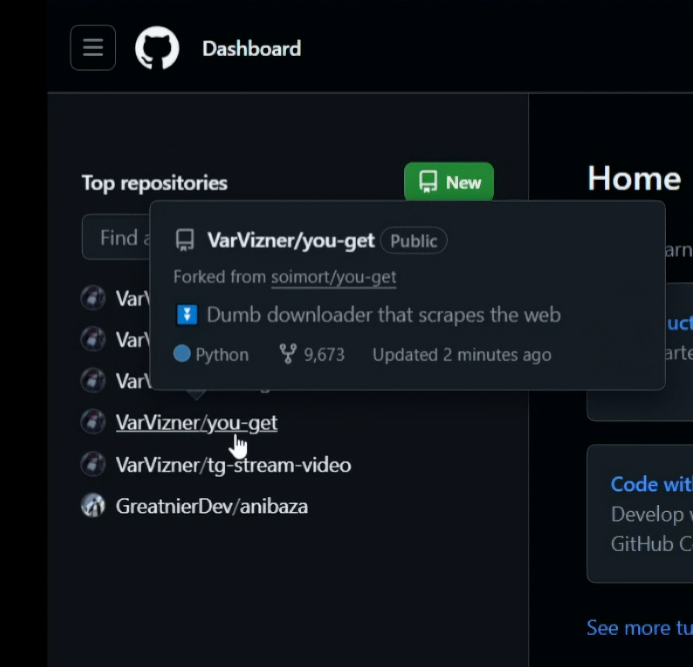 Dashboard
Top repositories
New
Home
Find a
VarVizner/you-get Public
Forked from soimort/you-get
Dumb downloader that scrapes the web
Python 9,673 Updated 2 minutes ago
VarV
VarV
VarV
VarVizner/you-get
VarVizner/tg-stream-video
GreatnierDev/anibaza
arn
uct
arte
Code wit
Develop
GitHub C
See more tu